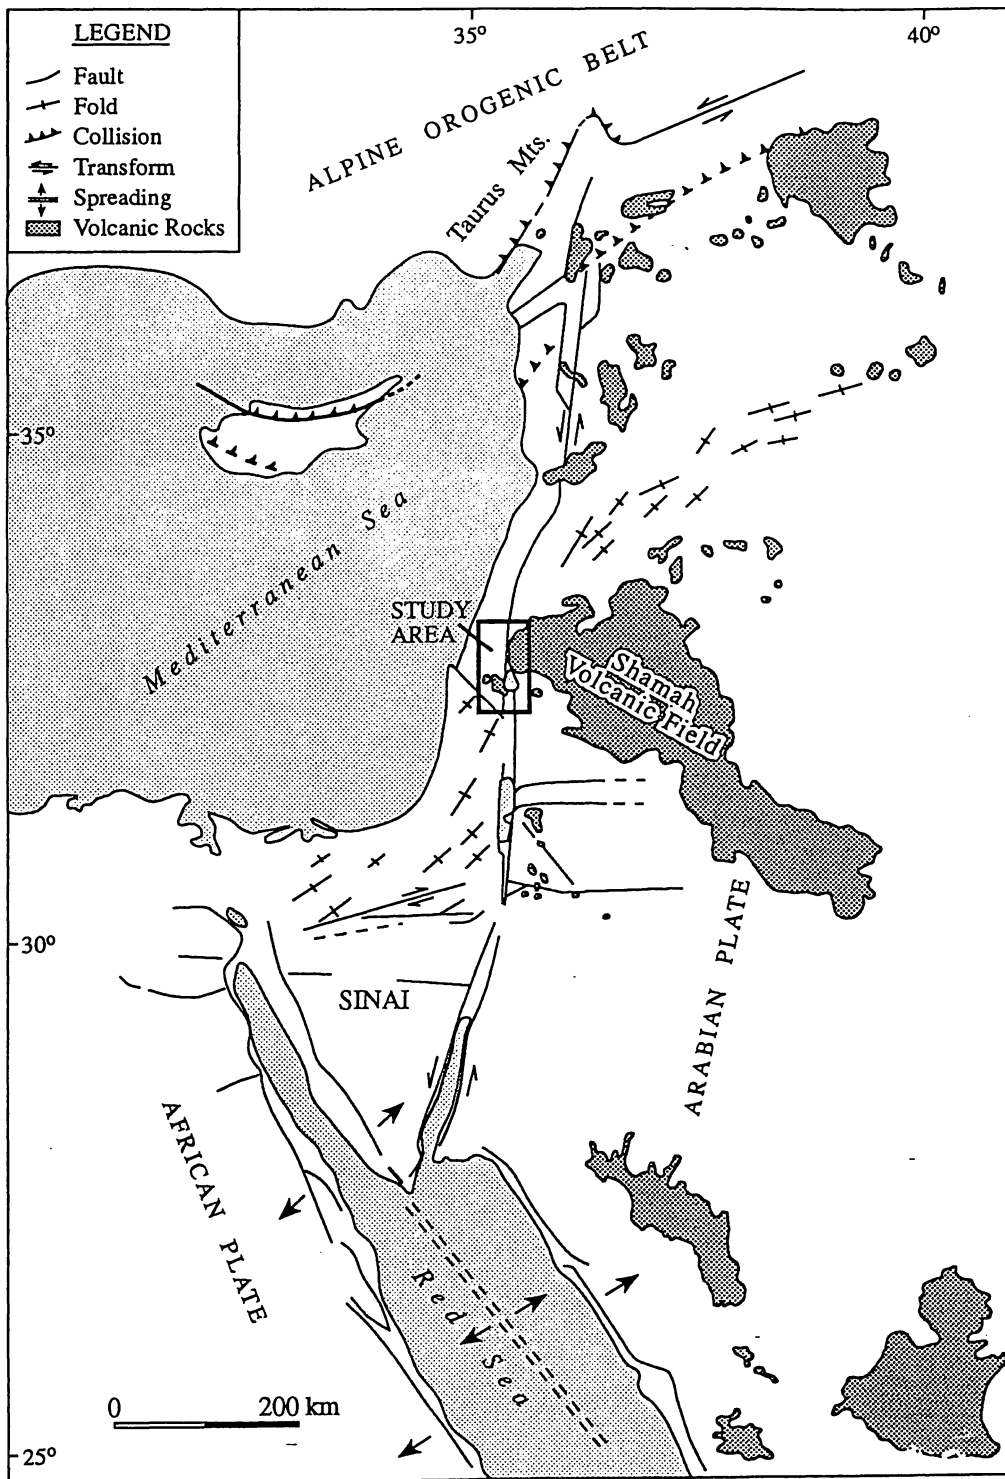 LEGEND
Fault
Fold
Collision
Transform
Spreading
Volcanic Rocks
35°
40°
ALPINE OROGENIC BELT
Taurus Mts.
35°
Mediterranean Sea
STUDY
AREA
Shamah
Volcanic Field
30°
SINAI
ARABIAN PLATE
AFRICAN PLATE
Red Sea
0 200 km
25°